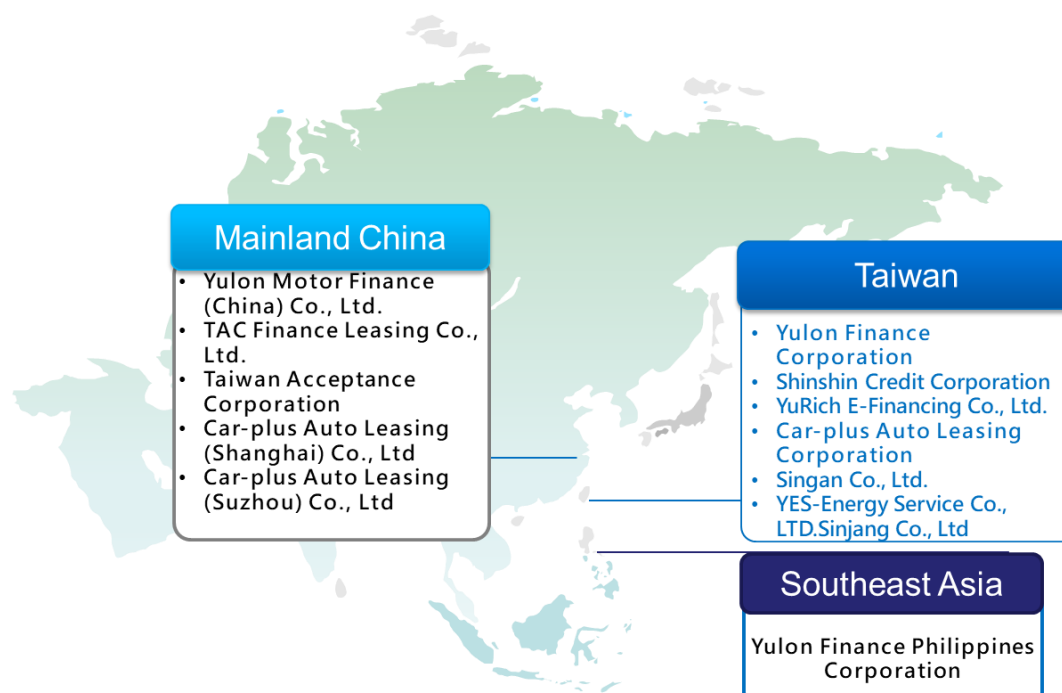 Mainland China
• Yulon Motor Finance
(China) Co., Ltd.
• TAC Finance Leasing Co.,
Ltd.
• Taiwan Acceptance
Corporation
• Car-plus Auto Leasing
(Shanghai) Co., Ltd
• Car-plus Auto Leasing
(Suzhou) Co., Ltd
Taiwan
• Yulon Finance
Corporation
• Shinshin Credit Corporation
• YuRich E-Financing Co., Ltd.
• Car-plus Auto Leasing
Corporation
• Singan Co., Ltd.
• YES-Energy Service Co.,
LTD.Sinjang Co., Ltd
Southeast Asia
Yulon Finance Philippines
Corporation